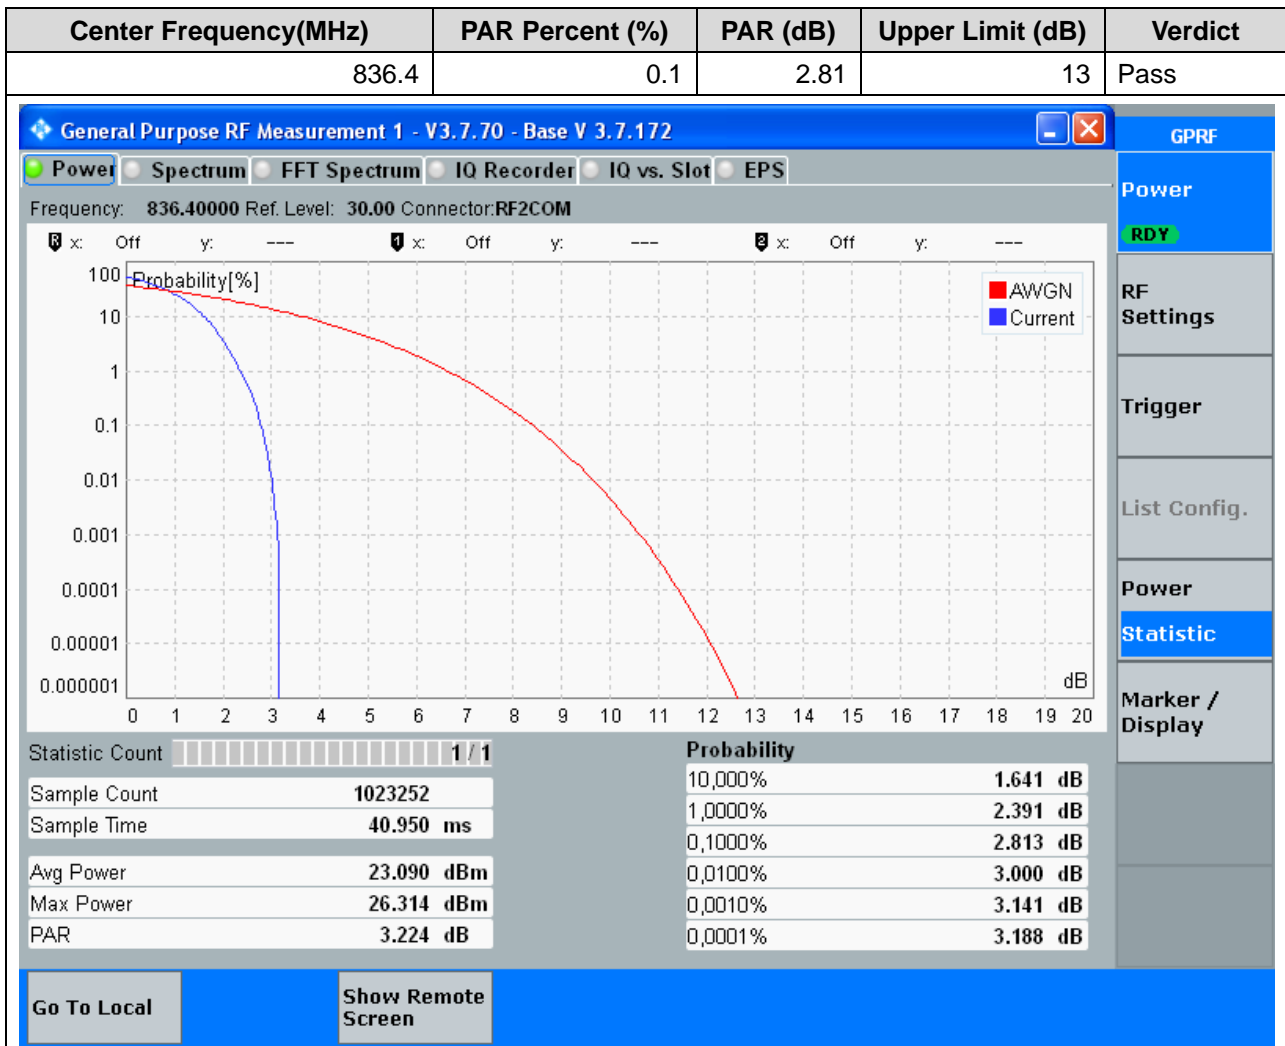 Center Frequency(MHz) PAR Percent (%) PAR (dB) Upper Limit (dB) Verdict
836.4 0.1 2.81 13 Pass
General Purpose RF Measurement 1 - V3.7.70 - Base V 3.7.172
GPRF
Power Spectrum FFT Spectrum IQ Recorder IQ vs. Slot EPS
Frequency: 836.40000 Ref. Level: 30.00 Connector:RF2COM
R x: Off y: --- 1 x: Off y: --- 2 x: Off y: ---
Probability[%]
AWGN
Current
100
10
1
0.1
0.01
0.001
0.0001
0.00001
0.000001
dB
0 1 2 3 4 5 6 7 8 9 10 11 12 13 14 15 16 17 18 19 20
Statistic Count 1 / 1
Sample Count 1023252
Sample Time 40.950 ms
Avg Power 23.090 dBm
Max Power 26.314 dBm
PAR 3.224 dB
Probability
10,000% 1.641 dB
1,0000% 2.391 dB
0,1000% 2.813 dB
0,0100% 3.000 dB
0,0010% 3.141 dB
0,0001% 3.188 dB
Power
RDY
RF
Settings
Trigger
List Config.
Power
Statistic
Marker /
Display
Go To Local
Show Remote
Screen